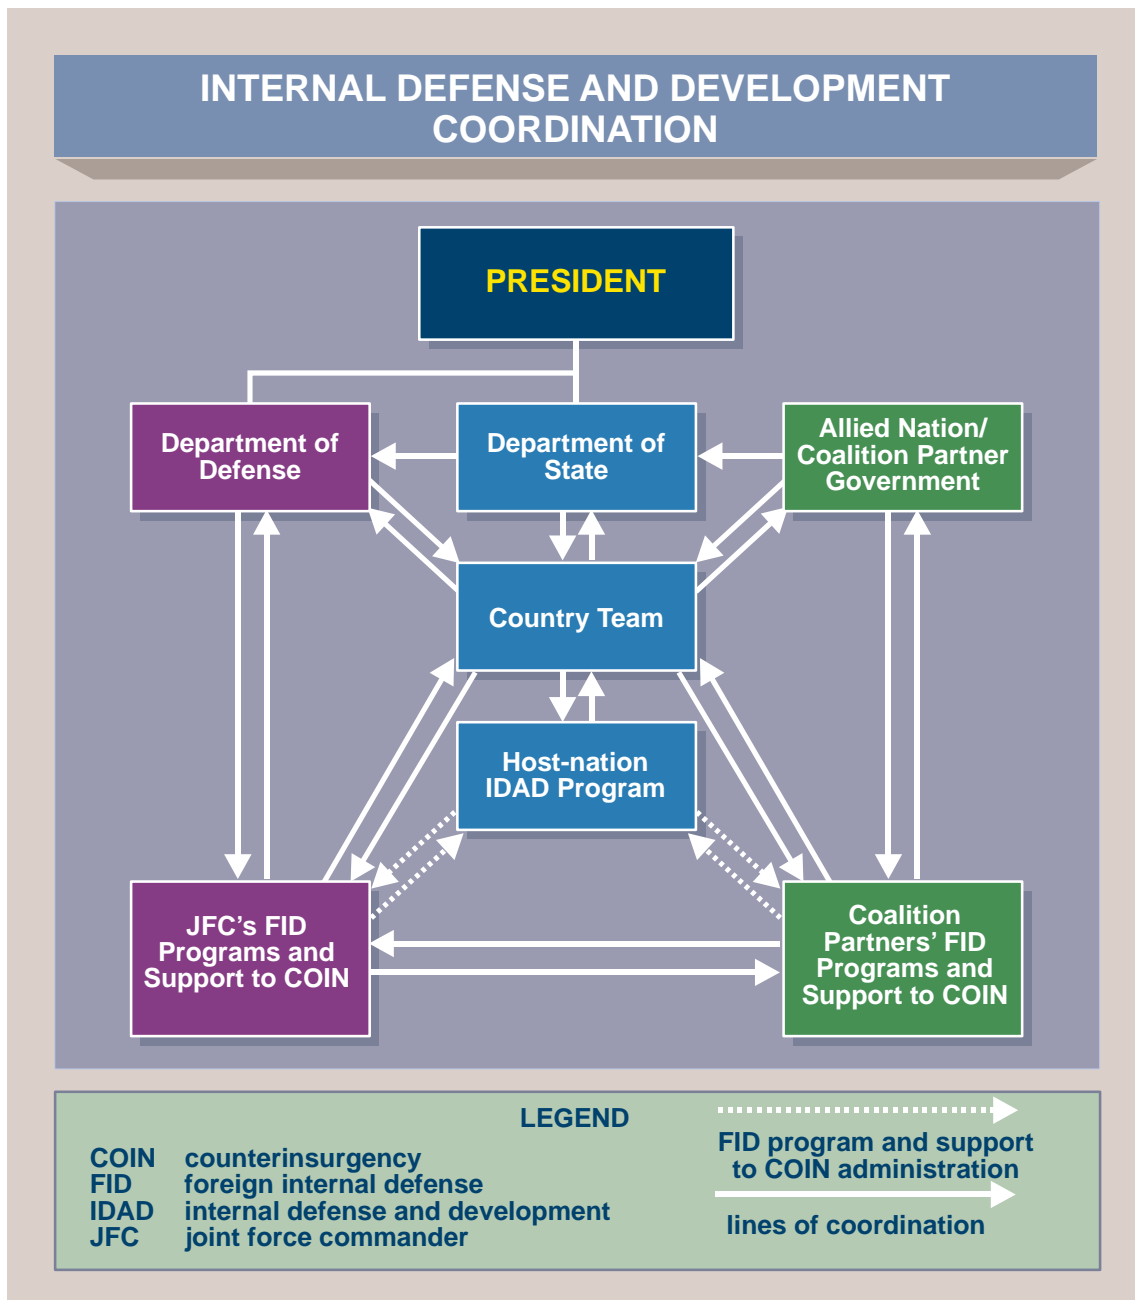 INTERNAL DEFENSE AND DEVELOPMENT
COORDINATION
PRESIDENT
Department of
Defense
Department of
State
Allied Nation/
Coalition Partner
Government
Country Team
Host-nation
IDAD Program
JFC's FID
Programs and
Support to COIN
Coalition
Partners' FID
Programs and
Support to COIN
LEGEND
COIN counterinsurgency
FID foreign internal defense
IDAD internal defense and development
JFC joint force commander
FID program and support
to COIN administration
lines of coordination